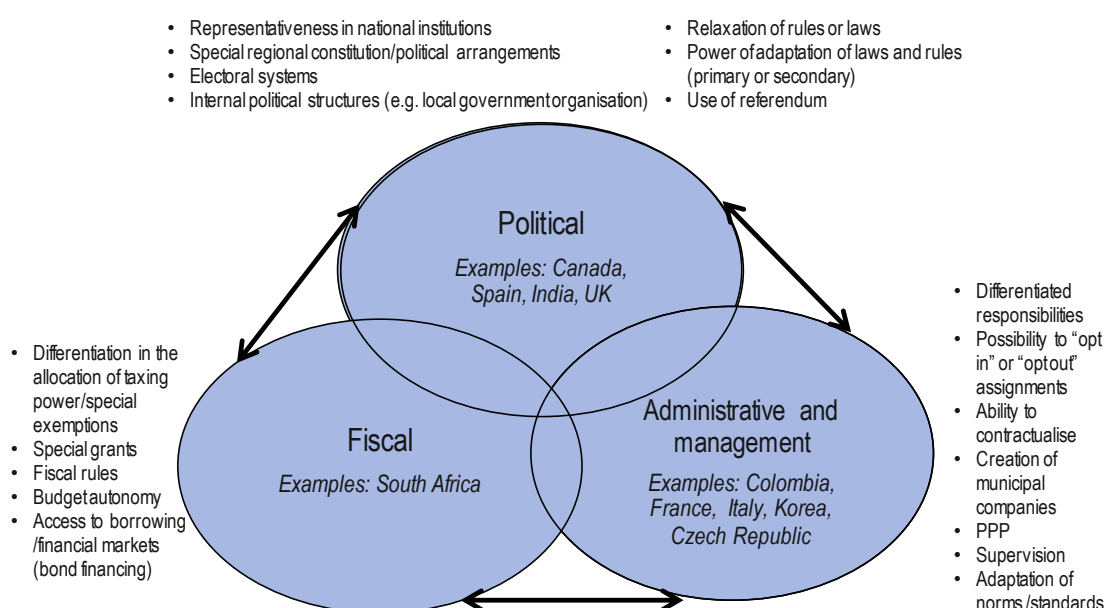 • Representativeness in national institutions
• Special regional constitution/political arrangements
• Electoral systems
• Internal political structures (e.g. local government organisation)
• Relaxation of rules or laws
• Power of adaptation of laws and rules
(primary or secondary)
• Use of referendum
Political
Examples: Canada,
Spain, India, UK
• Differentiation in the
allocation of taxing
power/special
exemptions
• Special grants
• Fiscal rules
• Budget autonomy
• Access to borrowing
/financial markets
(bond financing)
Fiscal
Examples: South Africa
Administrative and
management
Examples: Colombia,
France, Italy, Korea,
Czech Republic
• Differentiated
responsibilities
• Possibility to “opt
in” or “opt out”
assignments
• Ability to
contractualise
• Creation of
municipal
companies
• PPP
• Supervision
• Adaptation of
norms/standards